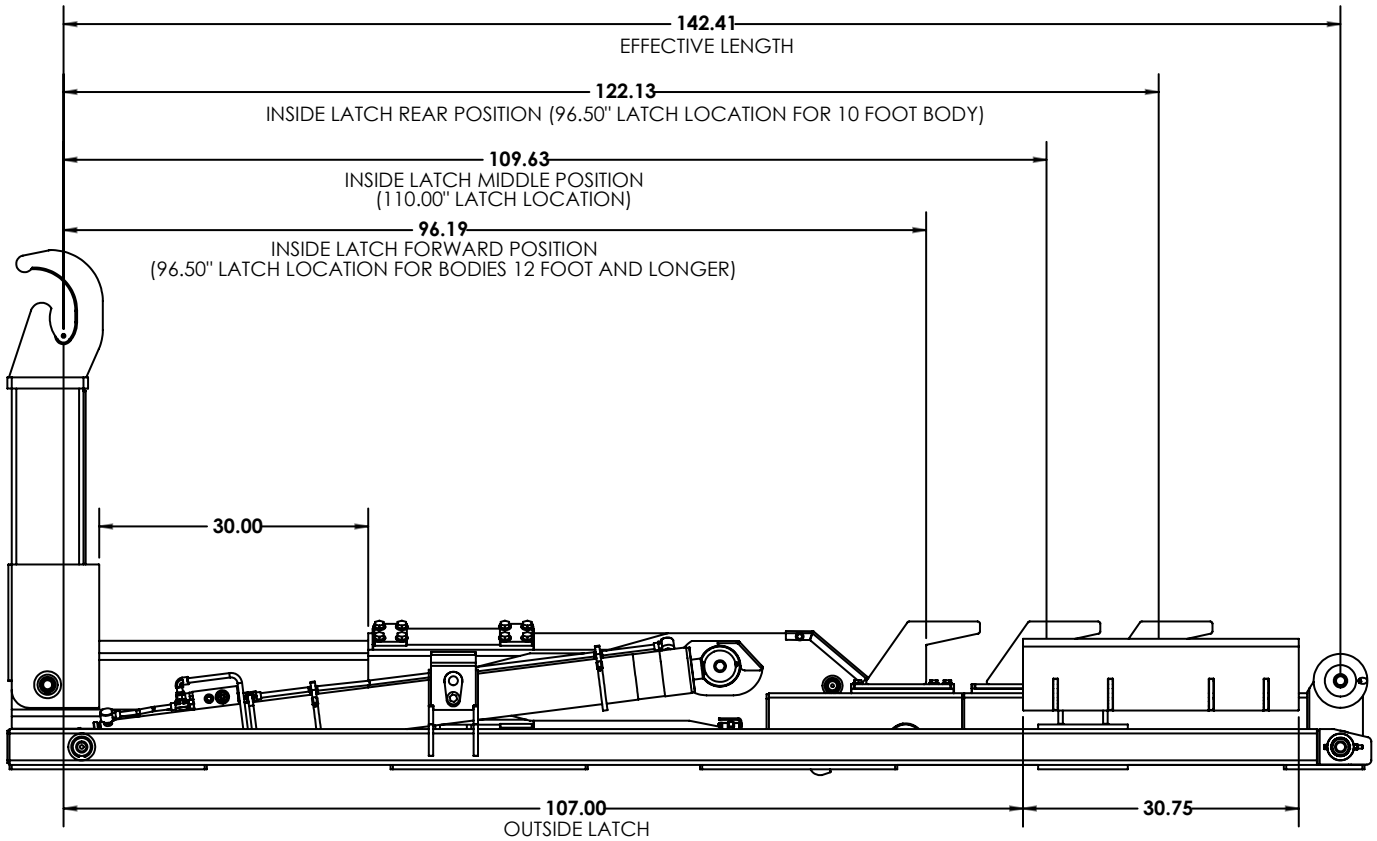 142.41
EFFECTIVE LENGTH
122.13
INSIDE LATCH REAR POSITION (96.50" LATCH LOCATION FOR 10 FOOT BODY)
109.63
INSIDE LATCH MIDDLE POSITION
(110.00" LATCH LOCATION)
96.19
INSIDE LATCH FORWARD POSITION
(96.50" LATCH LOCATION FOR BODIES 12 FOOT AND LONGER)
30.00
107.00
OUTSIDE LATCH
30.75